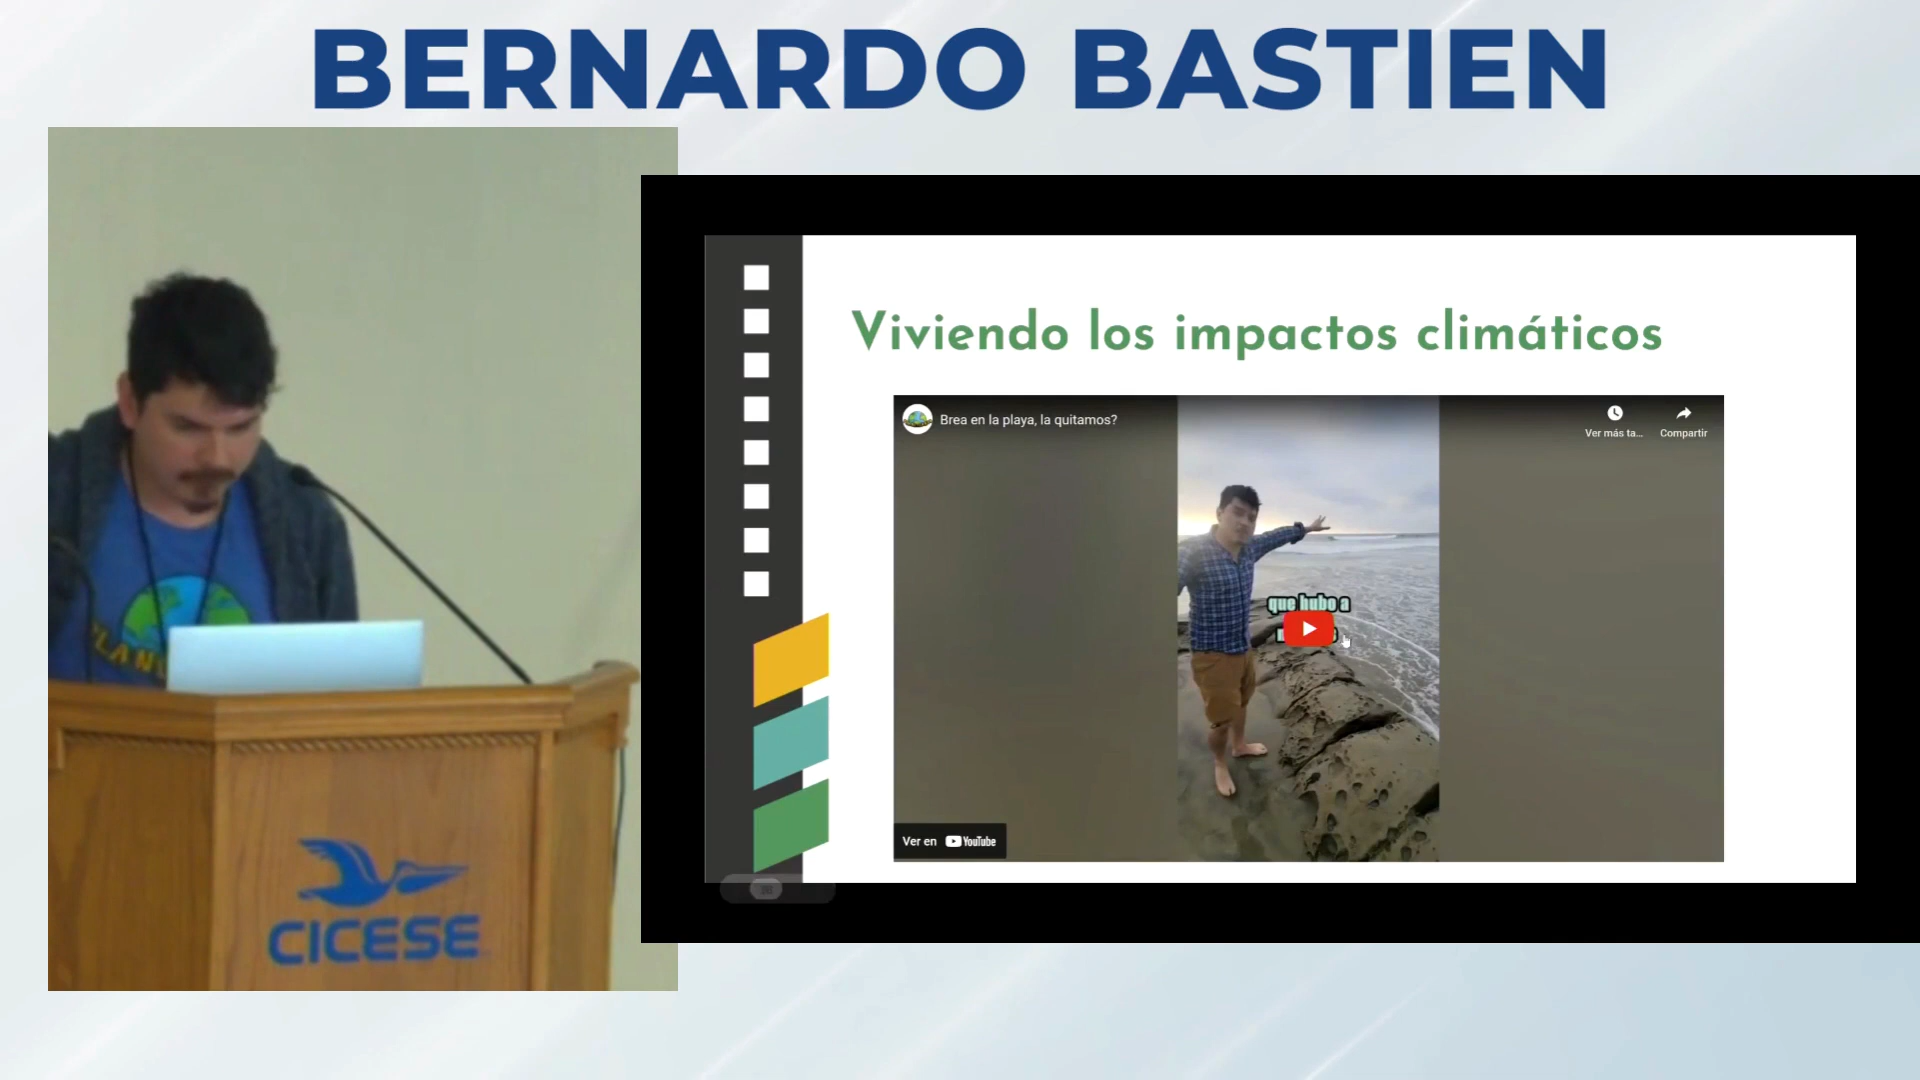 BERNARDO BASTIEN
Viviendo los impactos climáticos
Brea en la playa, la quitamos?
Ver más ta...
Compartir
que hubo a
Ver en YouTube
CICESE